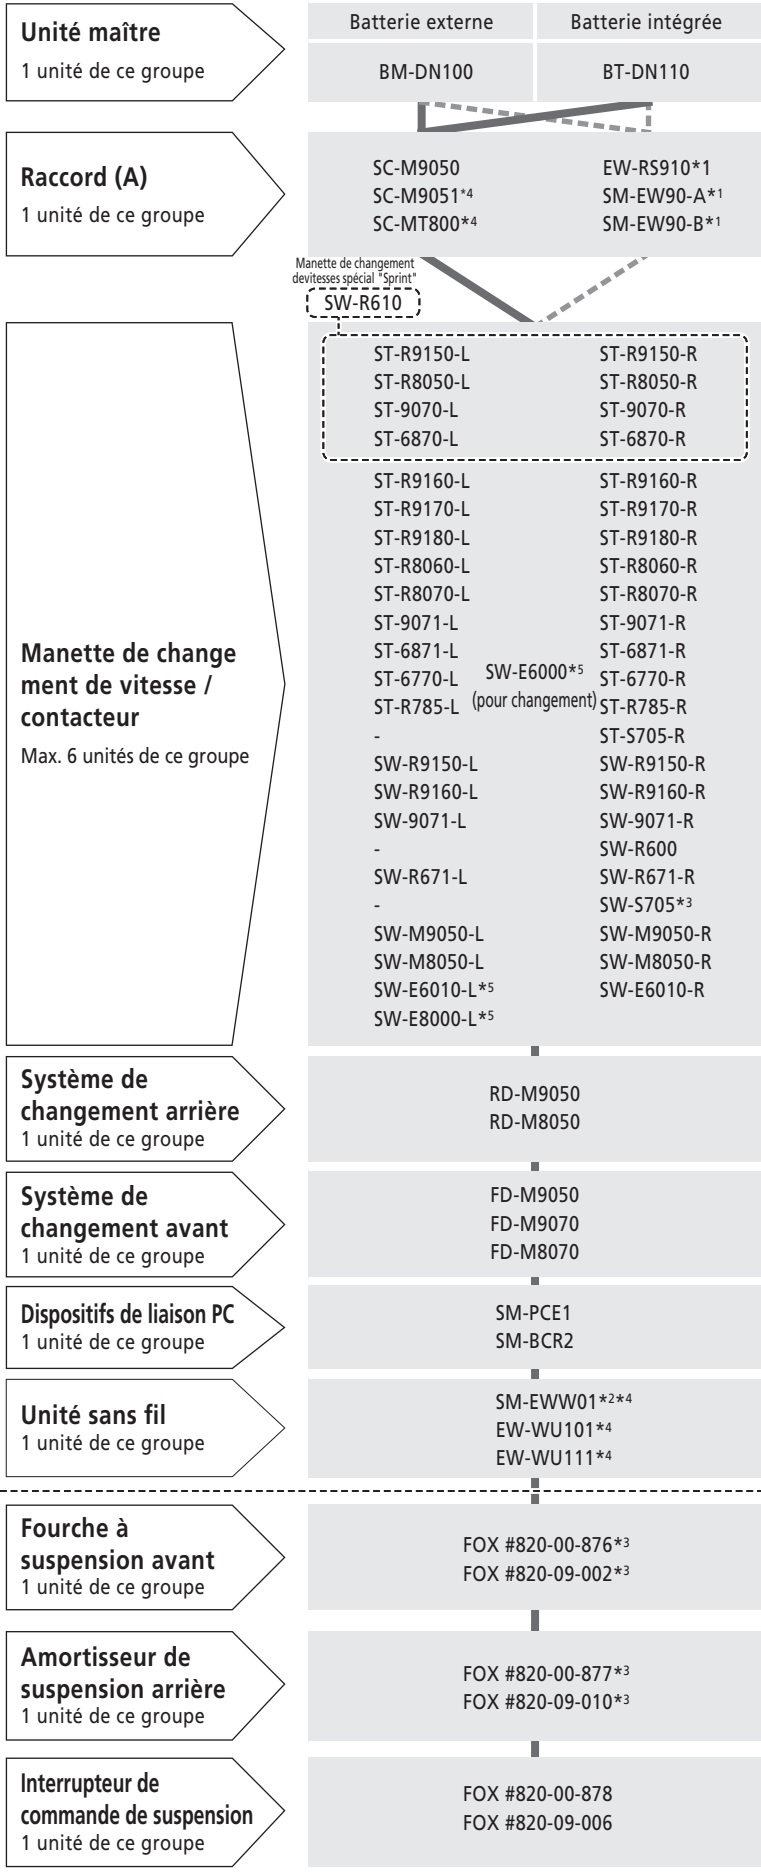 Unité maître
1 unité de ce groupe
Batterie externe
Batterie intégrée
BM-DN100
BT-DN110
Raccord (A)
1 unité de ce groupe
SC-M9050
EW-RS910*1
SC-M9051*4
SM-EW90-A*1
SC-MT800*4
SM-EW90-B*1
Manette de changement
devitesses spécial "Sprint"
SW-R610
Manette de change
ment de vitesse /
contacteur
Max. 6 unités de ce groupe
ST-R9150-L
ST-R9150-R
ST-R8050-L
ST-R8050-R
ST-9070-L
ST-9070-R
ST-6870-L
ST-6870-R
ST-R9160-L
ST-R9160-R
ST-R9170-L
ST-R9170-R
ST-R9180-L
ST-R9180-R
ST-R8060-L
ST-R8060-R
ST-R8070-L
ST-R8070-R
ST-9071-L
ST-9071-R
ST-6871-L
ST-6871-R
ST-6770-L
SW-E6000*5
ST-6770-R
ST-R785-L
(pour changement)
ST-R785-R
-
ST-S705-R
SW-R9150-L
SW-R9150-R
SW-R9160-L
SW-R9160-R
SW-9071-L
SW-9071-R
-
SW-R600
SW-R671-L
SW-R671-R
-
SW-S705*3
SW-M9050-L
SW-M9050-R
SW-M8050-L
SW-M8050-R
SW-E6010-L*5
SW-E6010-R
SW-E8000-L*5
Système de
changement arrière
1 unité de ce groupe
RD-M9050
RD-M8050
Système de
changement avant
1 unité de ce groupe
FD-M9050
FD-M9070
FD-M8070
Dispositifs de liaison PC
1 unité de ce groupe
SM-PCE1
SM-BCR2
Unité sans fil
1 unité de ce groupe
SM-EWW01*2*4
EW-WU101*4
EW-WU111*4
Fourche à
suspension avant
1 unité de ce groupe
FOX #820-00-876*3
FOX #820-09-002*3
Amortisseur de
suspension arrière
1 unité de ce groupe
FOX #820-00-877*3
FOX #820-09-010*3
Interrupteur de
commande de suspension
1 unité de ce groupe
FOX #820-00-878
FOX #820-09-006